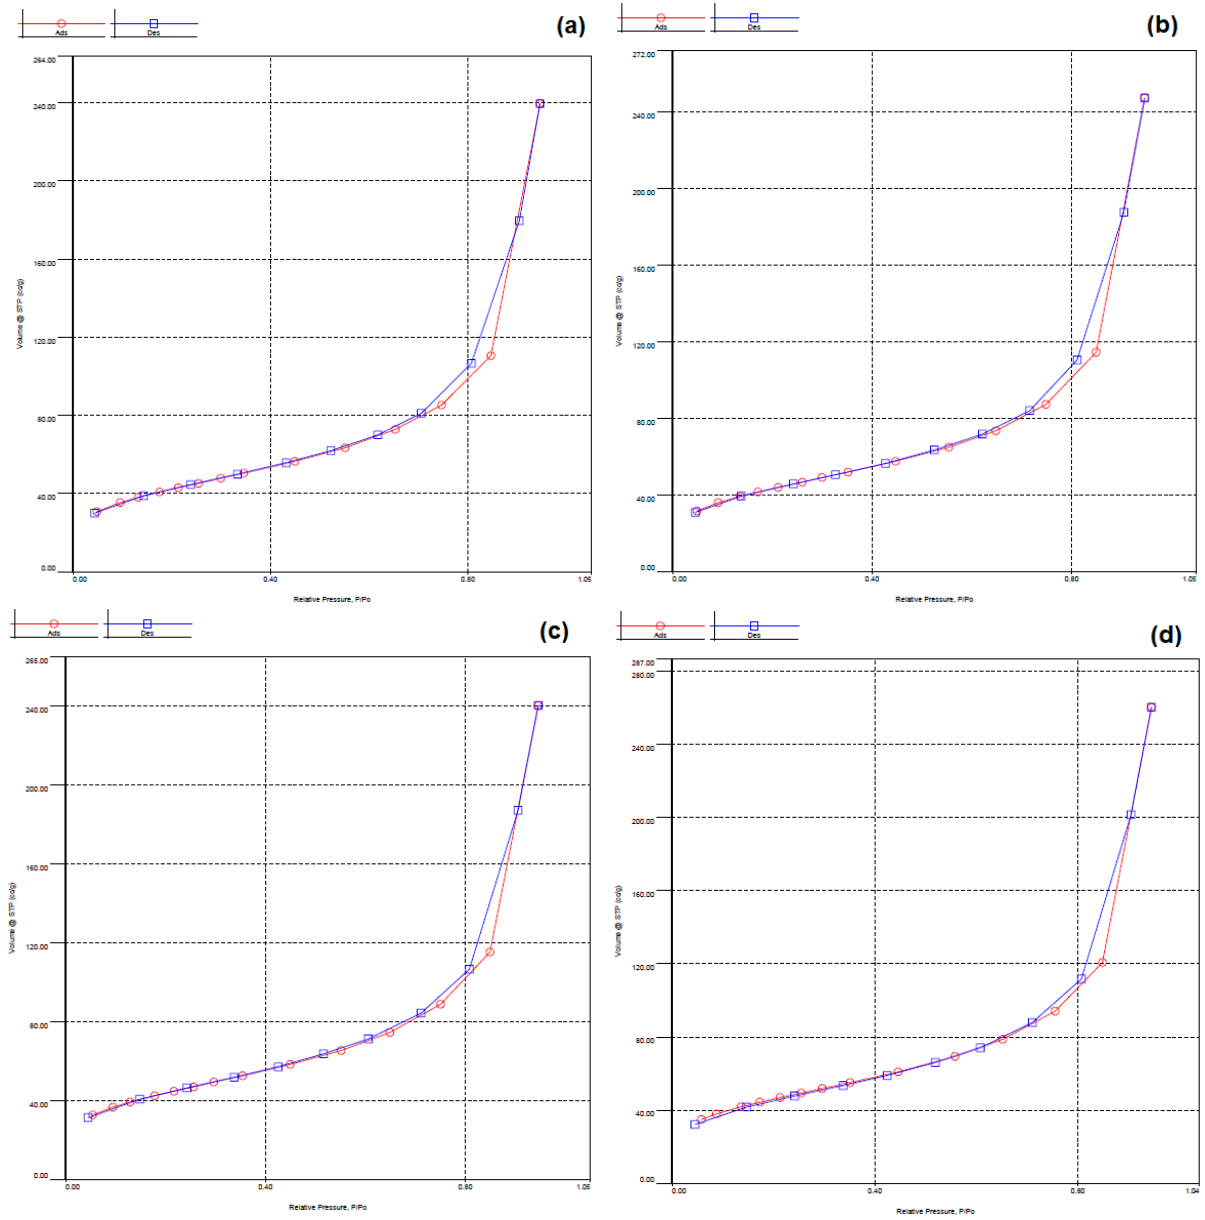 (a)
Ads
Des
264.00
240.00
200.00
160.00
120.00
80.00
40.00
0.00
Volume @ STP (cc/g)
0.00
0.40
0.80
1.05
Relative Pressure, P/Po
(b)
Ads
Des
272.00
240.00
200.00
160.00
120.00
80.00
40.00
0.00
Volume @ STP (cc/g)
0.00
0.40
0.80
1.05
Relative Pressure, P/Po
(c)
Ads
Des
265.00
240.00
200.00
160.00
120.00
80.00
40.00
0.00
Volume @ STP (cc/g)
0.00
0.40
0.80
1.05
Relative Pressure, P/Po
(d)
Ads
Des
287.00
280.00
240.00
200.00
160.00
120.00
80.00
40.00
0.00
Volume @ STP (cc/g)
0.00
0.40
0.80
1.04
Relative Pressure, P/Po